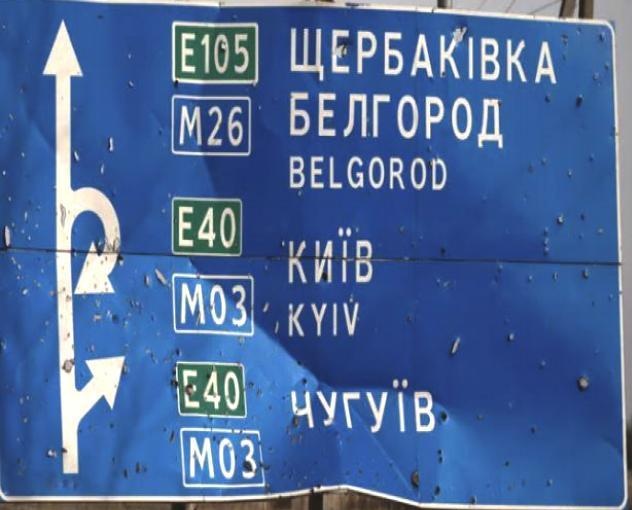 E105 ЩЕРБАКІВКА
M26 БЕЛГОРОД
BELGOROD
E40 КИЇВ
M03 KYIV
E40 ЧУГУЇВ
M03